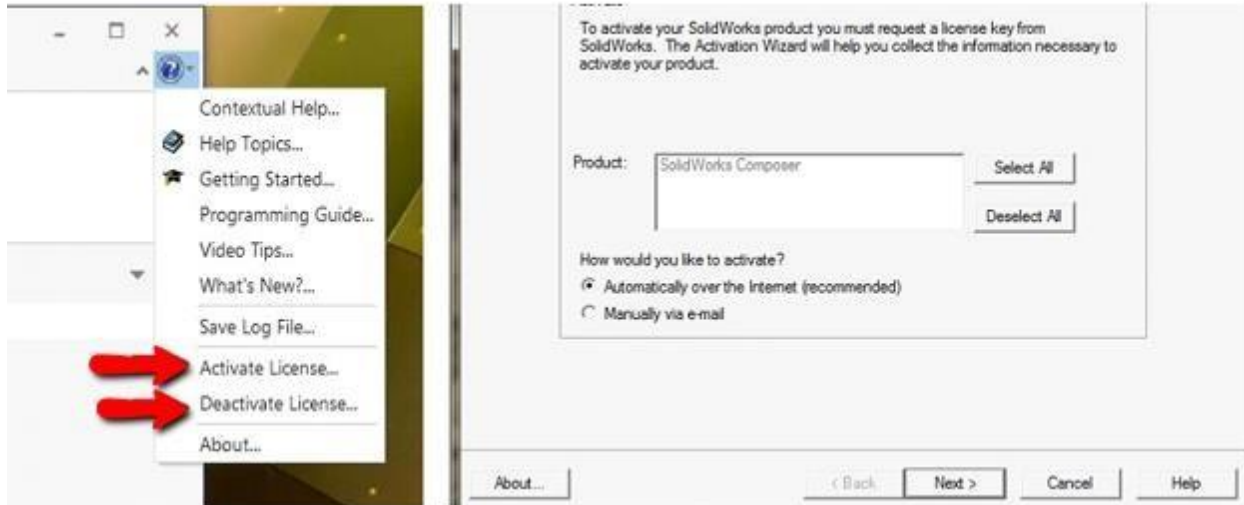 Contextual Help...
Help Topics...
Getting Started...
Programming Guide...
Video Tips...
What's New?...
Save Log File...
Activate License...
Deactivate License...
About...
To activate your SolidWorks product you must request a license key from
SolidWorks. The Activation Wizard will help you collect the information necessary to
activate your product.
Product:
SolidWorks Composer
Select All
Deselect All
How would you like to activate?
Automatically over the Internet (recommended)
Manually via e-mail
About...
< Back
Next >
Cancel
Help